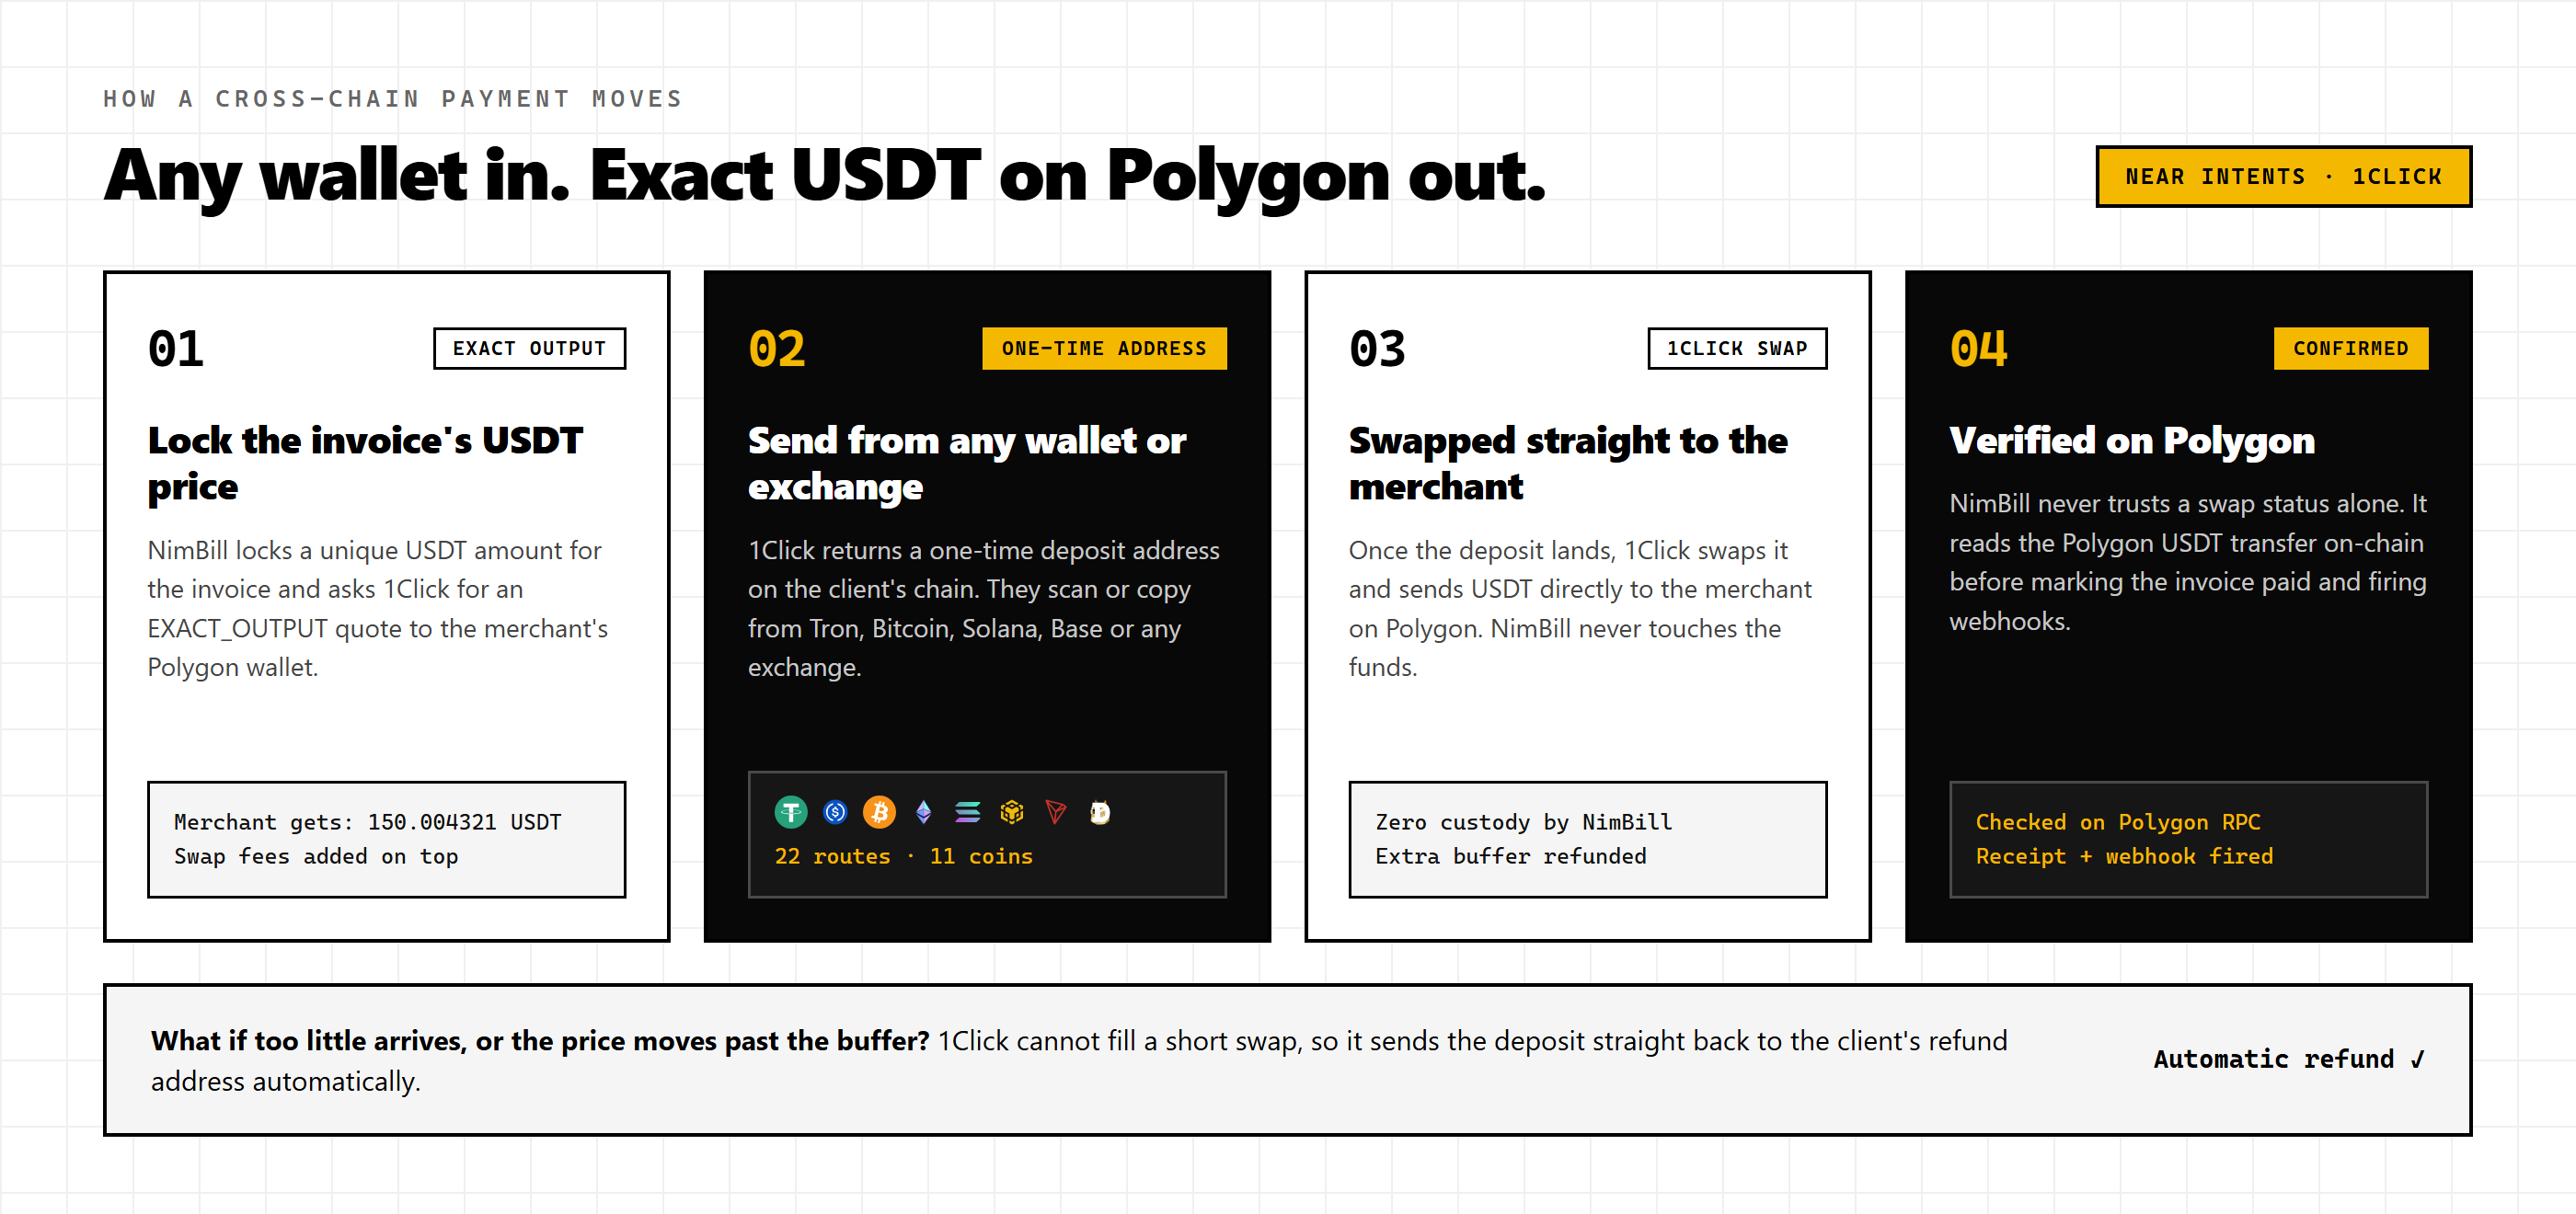 HOW A CROSS-CHAIN PAYMENT MOVES
Any wallet in. Exact USDT on Polygon out.
NEAR INTENTS · 1CLICK
01
EXACT OUTPUT
Lock the invoice's USDT
price
NimBill locks a unique USDT amount for
the invoice and asks 1Click for an
EXACT_OUTPUT quote to the merchant's
Polygon wallet.
Merchant gets: 150.004321 USDT
Swap fees added on top
02
ONE-TIME ADDRESS
Send from any wallet or
exchange
1Click returns a one-time deposit address
on the client's chain. They scan or copy
from Tron, Bitcoin, Solana, Base or any
exchange.
22 routes · 11 coins
03
1CLICK SWAP
Swapped straight to the
merchant
Once the deposit lands, 1Click swaps it
and sends USDT directly to the merchant
on Polygon. NimBill never touches the
funds.
Zero custody by NimBill
Extra buffer refunded
04
CONFIRMED
Verified on Polygon
NimBill never trusts a swap status alone. It
reads the Polygon USDT transfer on-chain
before marking the invoice paid and firing
webhooks.
Checked on Polygon RPC
Receipt + webhook fired
What if too little arrives, or the price moves past the buffer? 1Click cannot fill a short swap, so it sends the deposit straight back to the client's refund
address automatically.
Automatic refund ✓